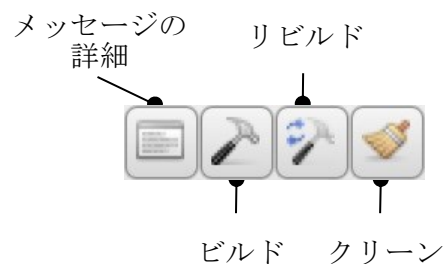 メッセージの
詳細
リビルド
ビルド
クリーン